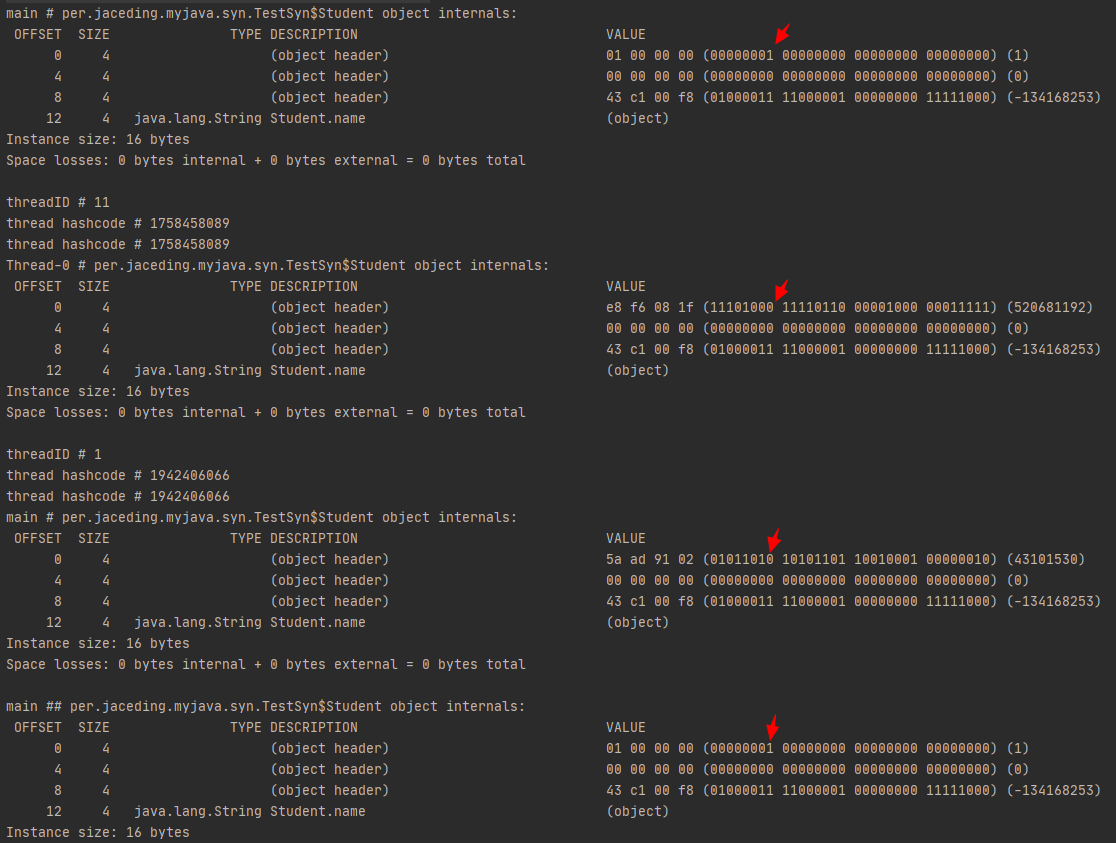 main # per.jaceding.myjava.syn.TestSyn$Student object internals:
OFFSET SIZE TYPE DESCRIPTION VALUE
0 4 (object header) 01 00 00 00 (00000001 00000000 00000000 00000000) (1)
4 4 (object header) 00 00 00 00 (00000000 00000000 00000000 00000000) (0)
8 4 (object header) 43 c1 00 f8 (01000011 11000001 00000000 11111000) (-134168253)
12 4 java.lang.String Student.name (object)
Instance size: 16 bytes
Space losses: 0 bytes internal + 0 bytes external = 0 bytes total
threadID # 11
thread hashcode # 1758458089
thread hashcode # 1758458089
Thread-0 # per.jaceding.myjava.syn.TestSyn$Student object internals:
OFFSET SIZE TYPE DESCRIPTION VALUE
0 4 (object header) e8 f6 08 1f (11101000 11110110 00001000 00011111) (520681192)
4 4 (object header) 00 00 00 00 (00000000 00000000 00000000 00000000) (0)
8 4 (object header) 43 c1 00 f8 (01000011 11000001 00000000 11111000) (-134168253)
12 4 java.lang.String Student.name (object)
Instance size: 16 bytes
Space losses: 0 bytes internal + 0 bytes external = 0 bytes total
threadID # 1
thread hashcode # 1942406066
thread hashcode # 1942406066
main # per.jaceding.myjava.syn.TestSyn$Student object internals:
OFFSET SIZE TYPE DESCRIPTION VALUE
0 4 (object header) 5a ad 91 02 (01011010 10101101 10010001 00000010) (43101530)
4 4 (object header) 00 00 00 00 (00000000 00000000 00000000 00000000) (0)
8 4 (object header) 43 c1 00 f8 (01000011 11000001 00000000 11111000) (-134168253)
12 4 java.lang.String Student.name (object)
Instance size: 16 bytes
Space losses: 0 bytes internal + 0 bytes external = 0 bytes total
main ## per.jaceding.myjava.syn.TestSyn$Student object internals:
OFFSET SIZE TYPE DESCRIPTION VALUE
0 4 (object header) 01 00 00 00 (00000001 00000000 00000000 00000000) (1)
4 4 (object header) 00 00 00 00 (00000000 00000000 00000000 00000000) (0)
8 4 (object header) 43 c1 00 f8 (01000011 11000001 00000000 11111000) (-134168253)
12 4 java.lang.String Student.name (object)
Instance size: 16 bytes